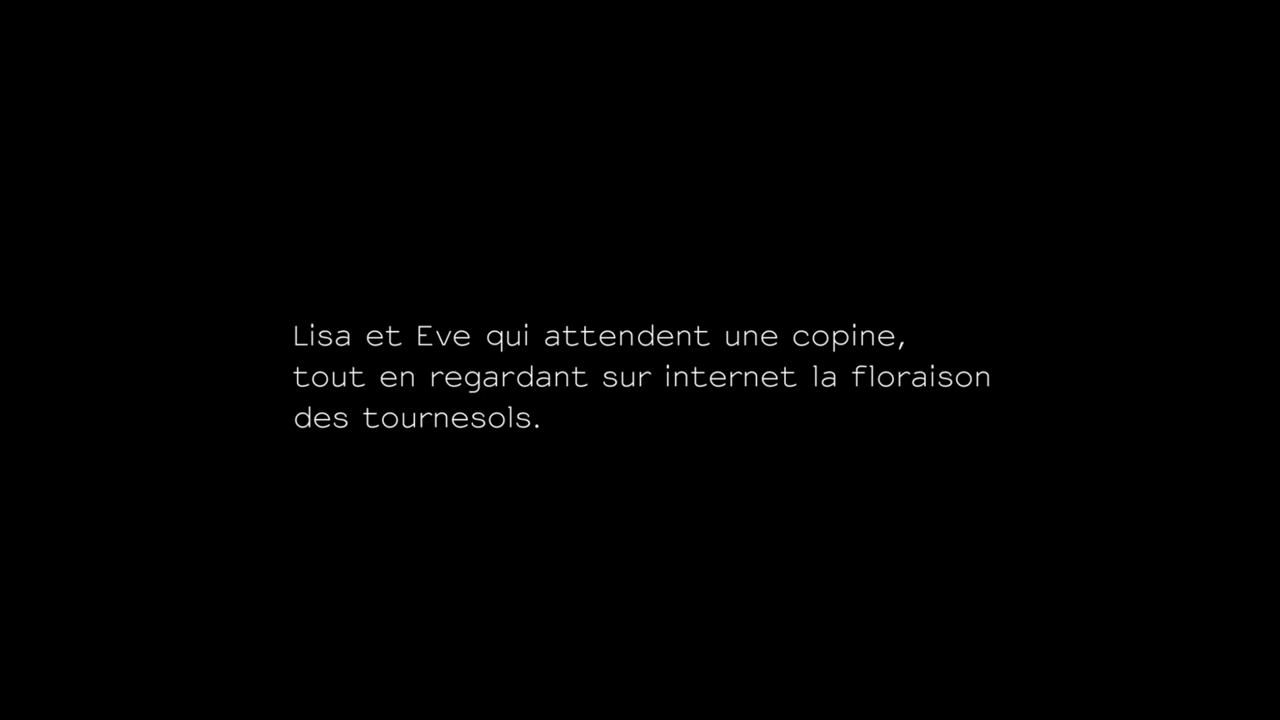 Lisa et Eve qui attendent une copine,
tout en regardant sur internet la floraison
des tournesols.